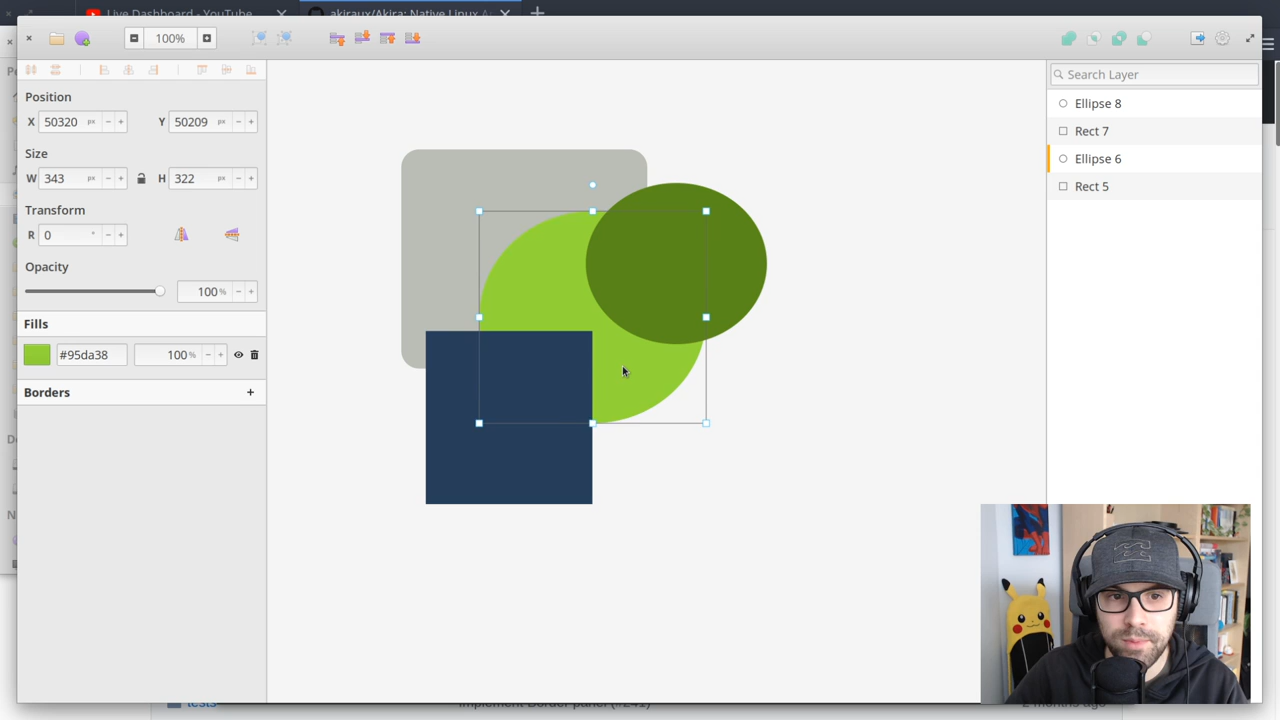 Live Dashboard - YouTube
akiraux/Akira: Native Linux A
100%
Position
X 50320 px
Y 50209 px
Size
W 343 px
H 322 px
Transform
R 0 °
Opacity
100 %
Fills
#95da38
100 %
Borders
Search Layer
Ellipse 8
Rect 7
Ellipse 6
Rect 5
tests
Implement Border panel (#241)
2 months ago